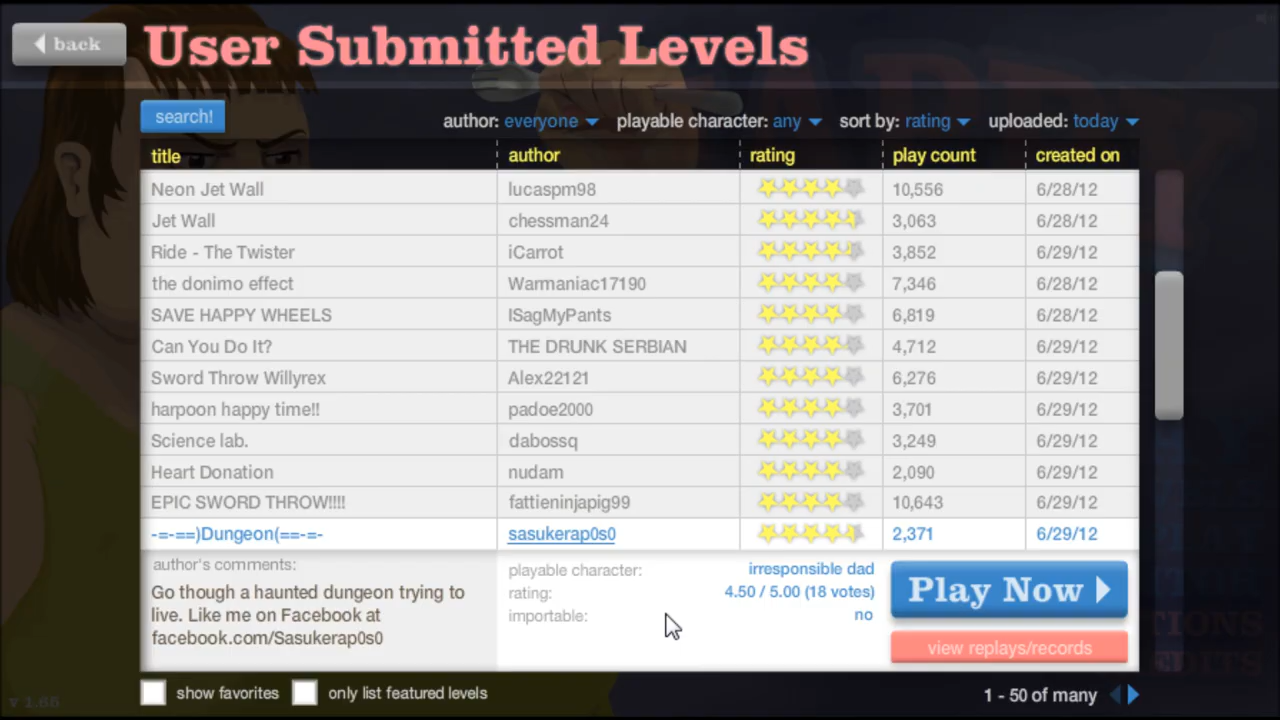 back
User Submitted Levels
search!
author: everyone playable character: any sort by: rating uploaded: today
title author rating play count created on
Neon Jet Wall lucaspm98 10,556 6/28/12
Jet Wall chessman24 3,063 6/28/12
Ride - The Twister iCarrot 3,852 6/29/12
the donimo effect Warmaniac17190 7,346 6/28/12
SAVE HAPPY WHEELS ISagMyPants 6,819 6/28/12
Can You Do It? THE DRUNK SERBIAN 4,712 6/29/12
Sword Throw Willyrex Alex22121 6,276 6/29/12
harpoon happy time!! padoe2000 3,701 6/29/12
Science lab. dabossq 3,249 6/29/12
Heart Donation nudam 2,090 6/29/12
EPIC SWORD THROW!!!! fattieninjapig99 10,643 6/29/12
-=-==)Dungeon(==-=- sasukerap0s0 2,371 6/29/12
author's comments:
Go though a haunted dungeon trying to
live. Like me on Facebook at
facebook.com/Sasukerap0s0
playable character: irresponsible dad
rating: 4.50 / 5.00 (18 votes)
importable: no
Play Now
view replays/records
show favorites only list featured levels
1 - 50 of many